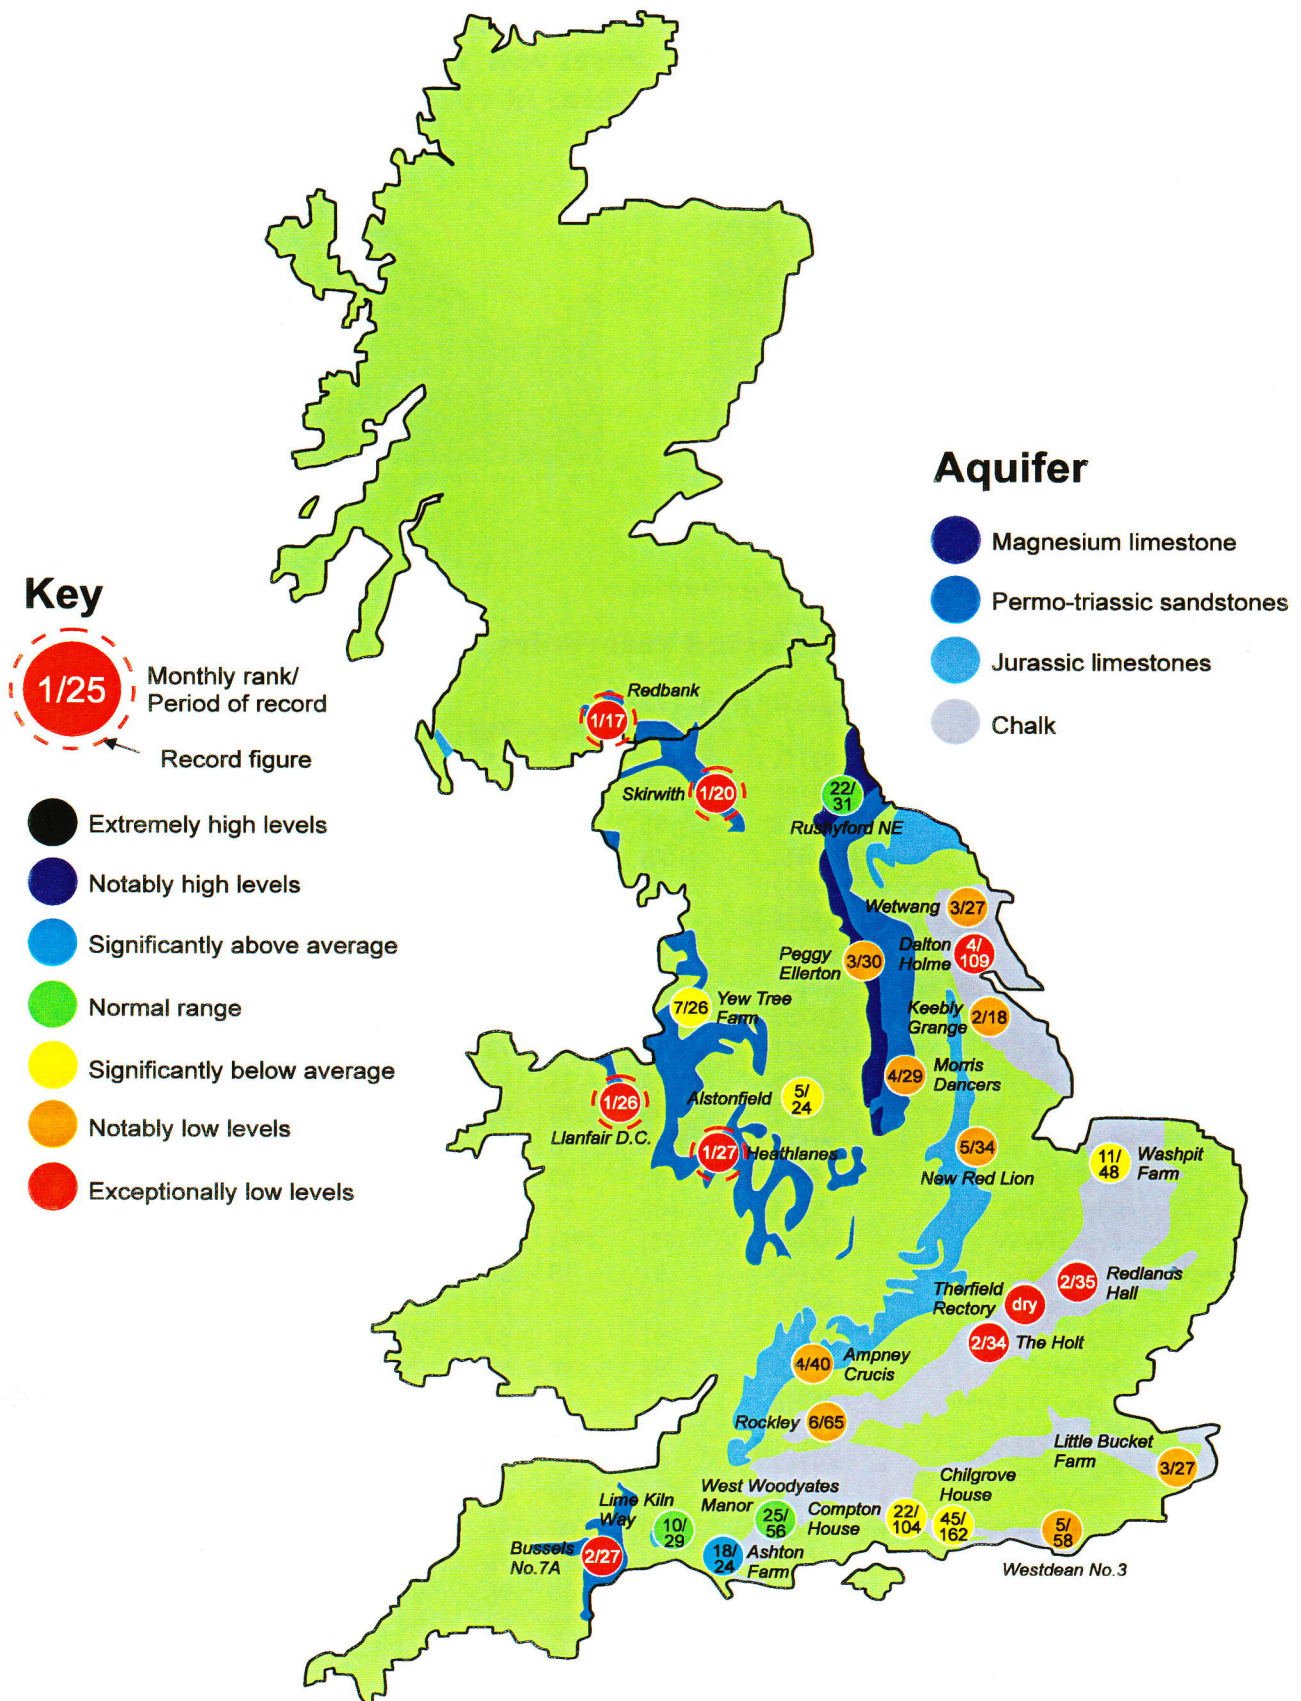 Aquifer
Magnesium limestone
Permo-triassic sandstones
Jurassic limestones
Chalk
Key
1/25
Monthly rank/
Period of record
Record figure
Extremely high levels
Notably high levels
Significantly above average
Normal range
Significantly below average
Notably low levels
Exceptionally low levels
Redbank
1/17
Skirwith
1/20
22/
31
Rushyford NE
Wetwang
3/27
Peggy
Ellerton
3/30
Dalton
Holme
4/
109
Yew Tree
Farm
7/26
Keebly
Grange
2/18
Morris
Dancers
4/29
Alstonfield
5/
24
1/26
Llanfair D.C.
1/27
Heathlanes
5/34
New Red Lion
11/
48
Washpit
Farm
Redlands
Hall
2/35
Therfield
Rectory
dry
2/34
The Holt
4/40
Ampney
Crucis
Rockley
6/65
Little Bucket
Farm
3/27
Chilgrove
House
45/
162
West Woodyates
Manor
25/
56
Compton
House
22/
104
Lime Kiln
Way
10/
29
5/
58
Westdean No.3
Bussels
No.7A
2/27
18/
24
Ashton
Farm